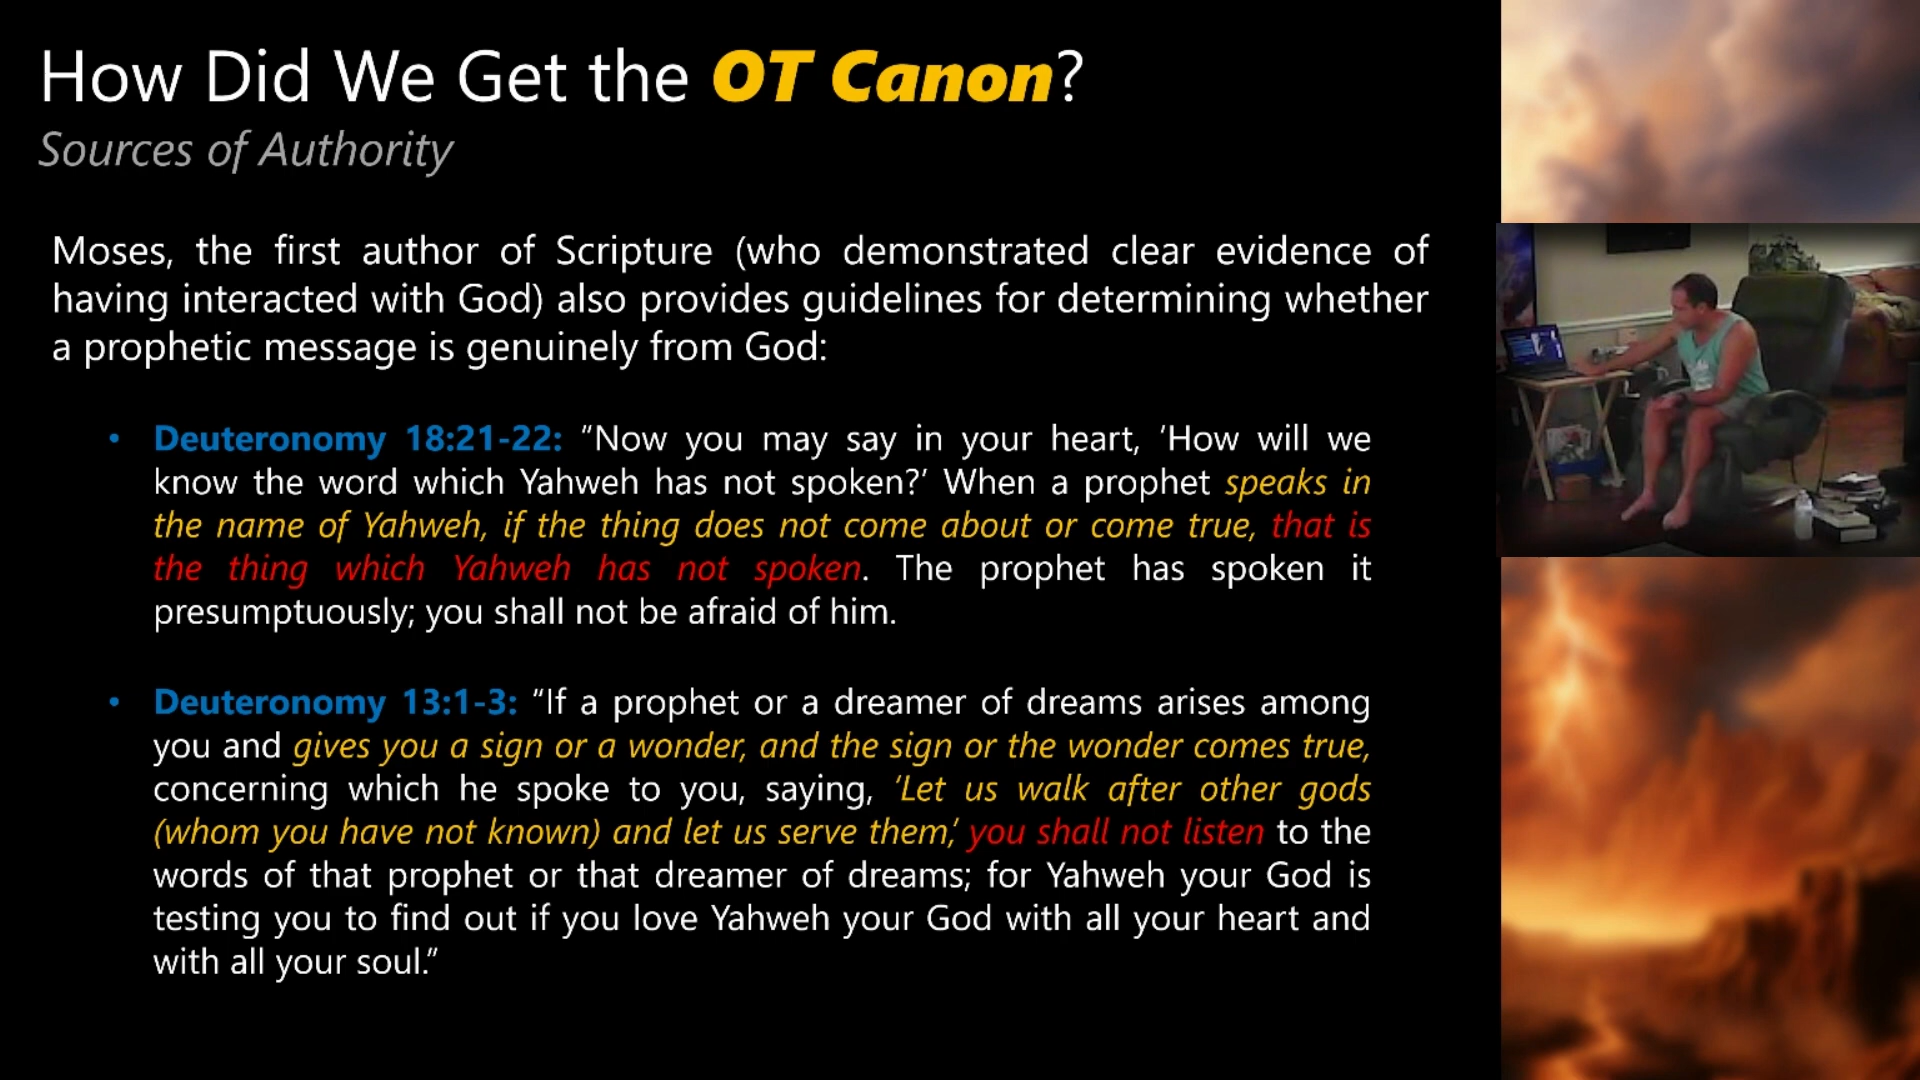 How Did We Get the OT Canon?
Sources of Authority
Moses, the first author of Scripture (who demonstrated clear evidence of
having interacted with God) also provides guidelines for determining whether
a prophetic message is genuinely from God:
• Deuteronomy 18:21-22: “Now you may say in your heart, ‘How will we
know the word which Yahweh has not spoken?’ When a prophet speaks in
the name of Yahweh, if the thing does not come about or come true, that is
the thing which Yahweh has not spoken. The prophet has spoken it
presumptuously; you shall not be afraid of him.
• Deuteronomy 13:1-3: “If a prophet or a dreamer of dreams arises among
you and gives you a sign or a wonder, and the sign or the wonder comes true,
concerning which he spoke to you, saying, ‘Let us walk after other gods
(whom you have not known) and let us serve them,’ you shall not listen to the
words of that prophet or that dreamer of dreams; for Yahweh your God is
testing you to find out if you love Yahweh your God with all your heart and
with all your soul.”